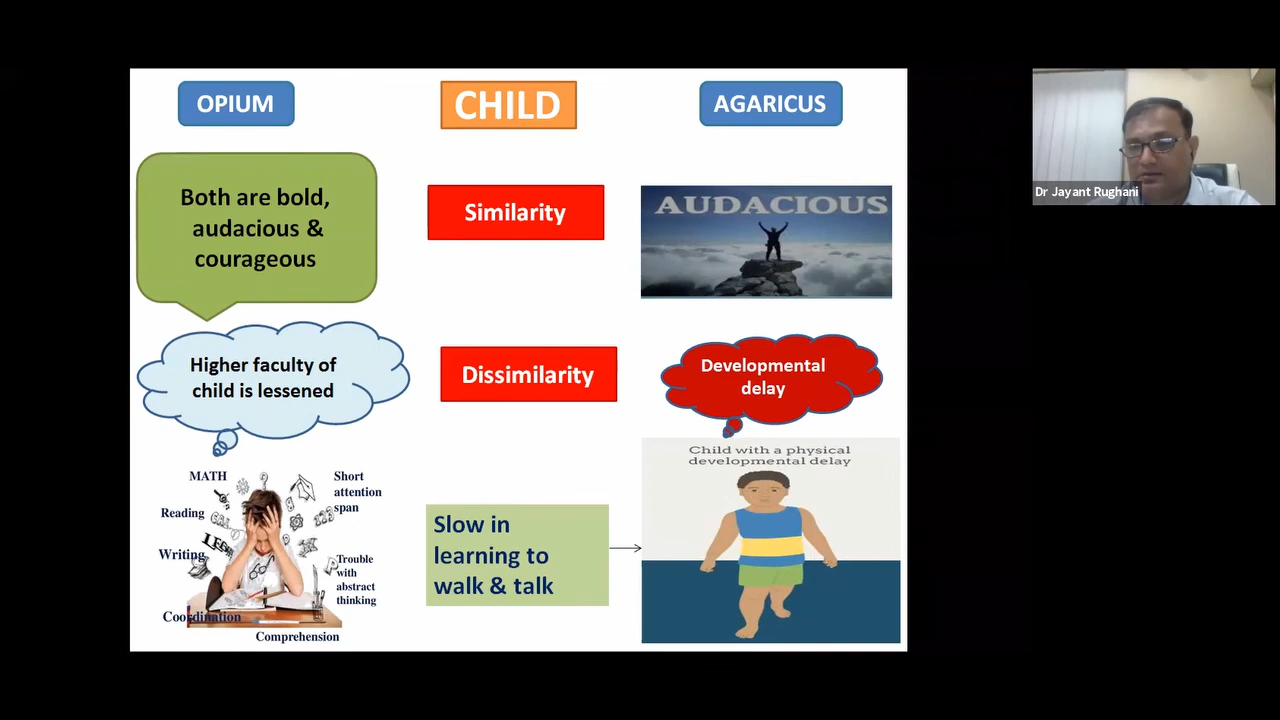 OPIUM
CHILD
AGARICUS
Both are bold,
audacious &
courageous
Similarity
AUDACIOUS
Dr Jayant Rughani
Higher faculty of
child is lessened
Dissimilarity
Developmental
delay
MATH
Short
attention
span
Reading
Writing
Trouble
with
abstract
thinking
Coordination
Comprehension
Slow in
learning to
walk & talk
Child with a physical
developmental delay